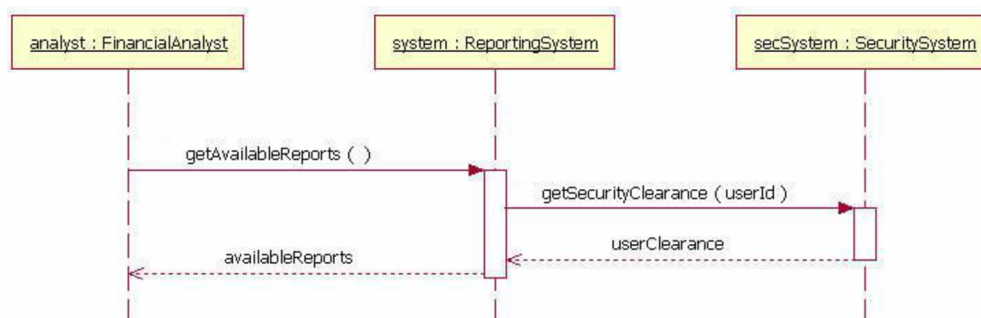 analyst : FinancialAnalyst
system : ReportingSystem
secSystem : SecuritySystem
getAvailableReports ( )
getSecurityClearance ( userId )
userClearance
availableReports